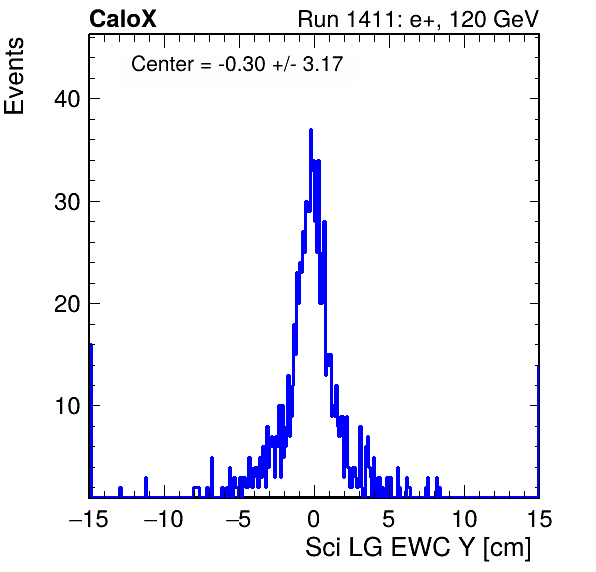 CaloX Run 1411: e+, 120 GeV
Center = -0.30 +/- 3.17
Events
40
30
20
10
−15 −10 −5 0 5 10 15
Sci LG EWC Y [cm]